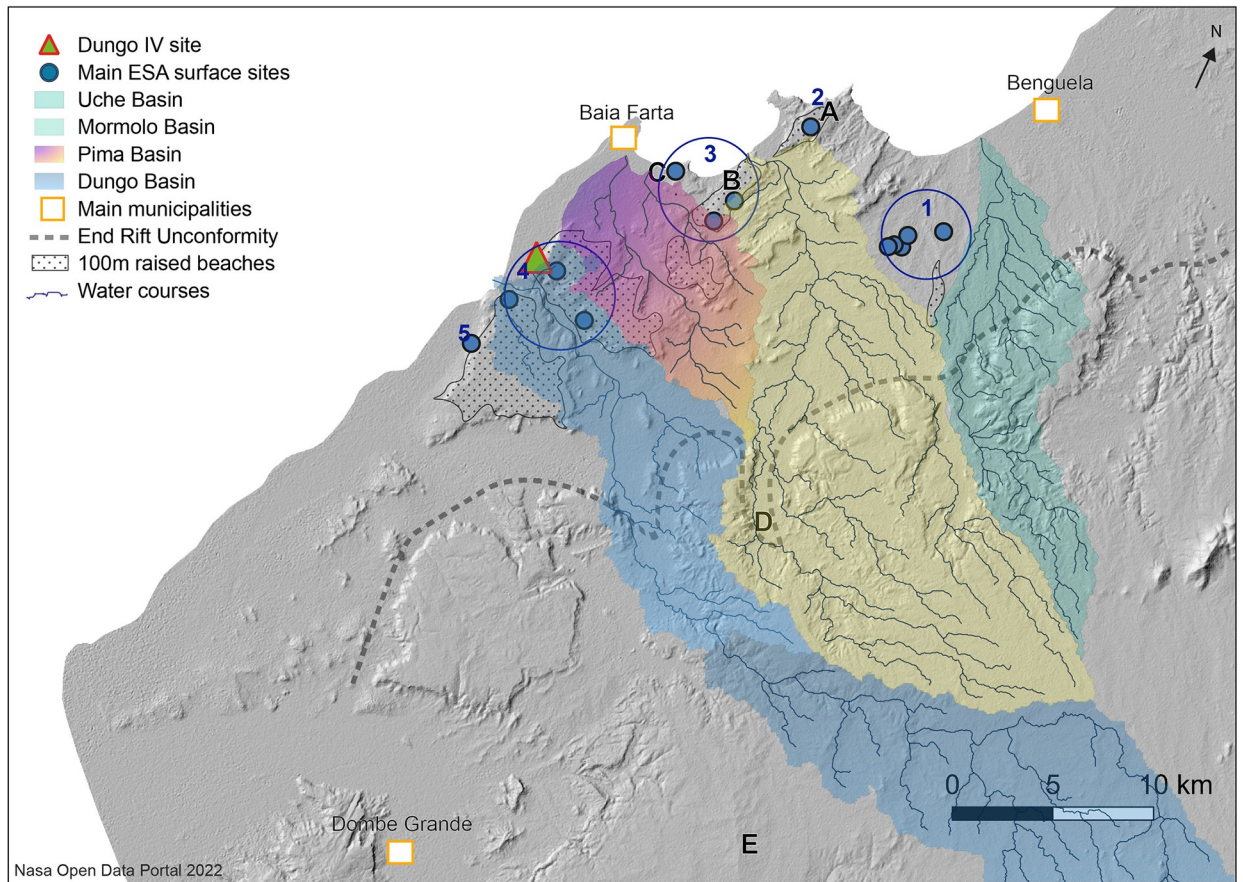 Dungo IV site
Main ESA surface sites
Uche Basin
Mormolo Basin
Pima Basin
Dungo Basin
Main municipalities
End Rift Unconformity
100m raised beaches
Water courses
N
Benguela
Baia Farta
2
A
3
C
B
1
4
5
D
0 5 10 km
Dombe Grande
E
Nasa Open Data Portal 2022